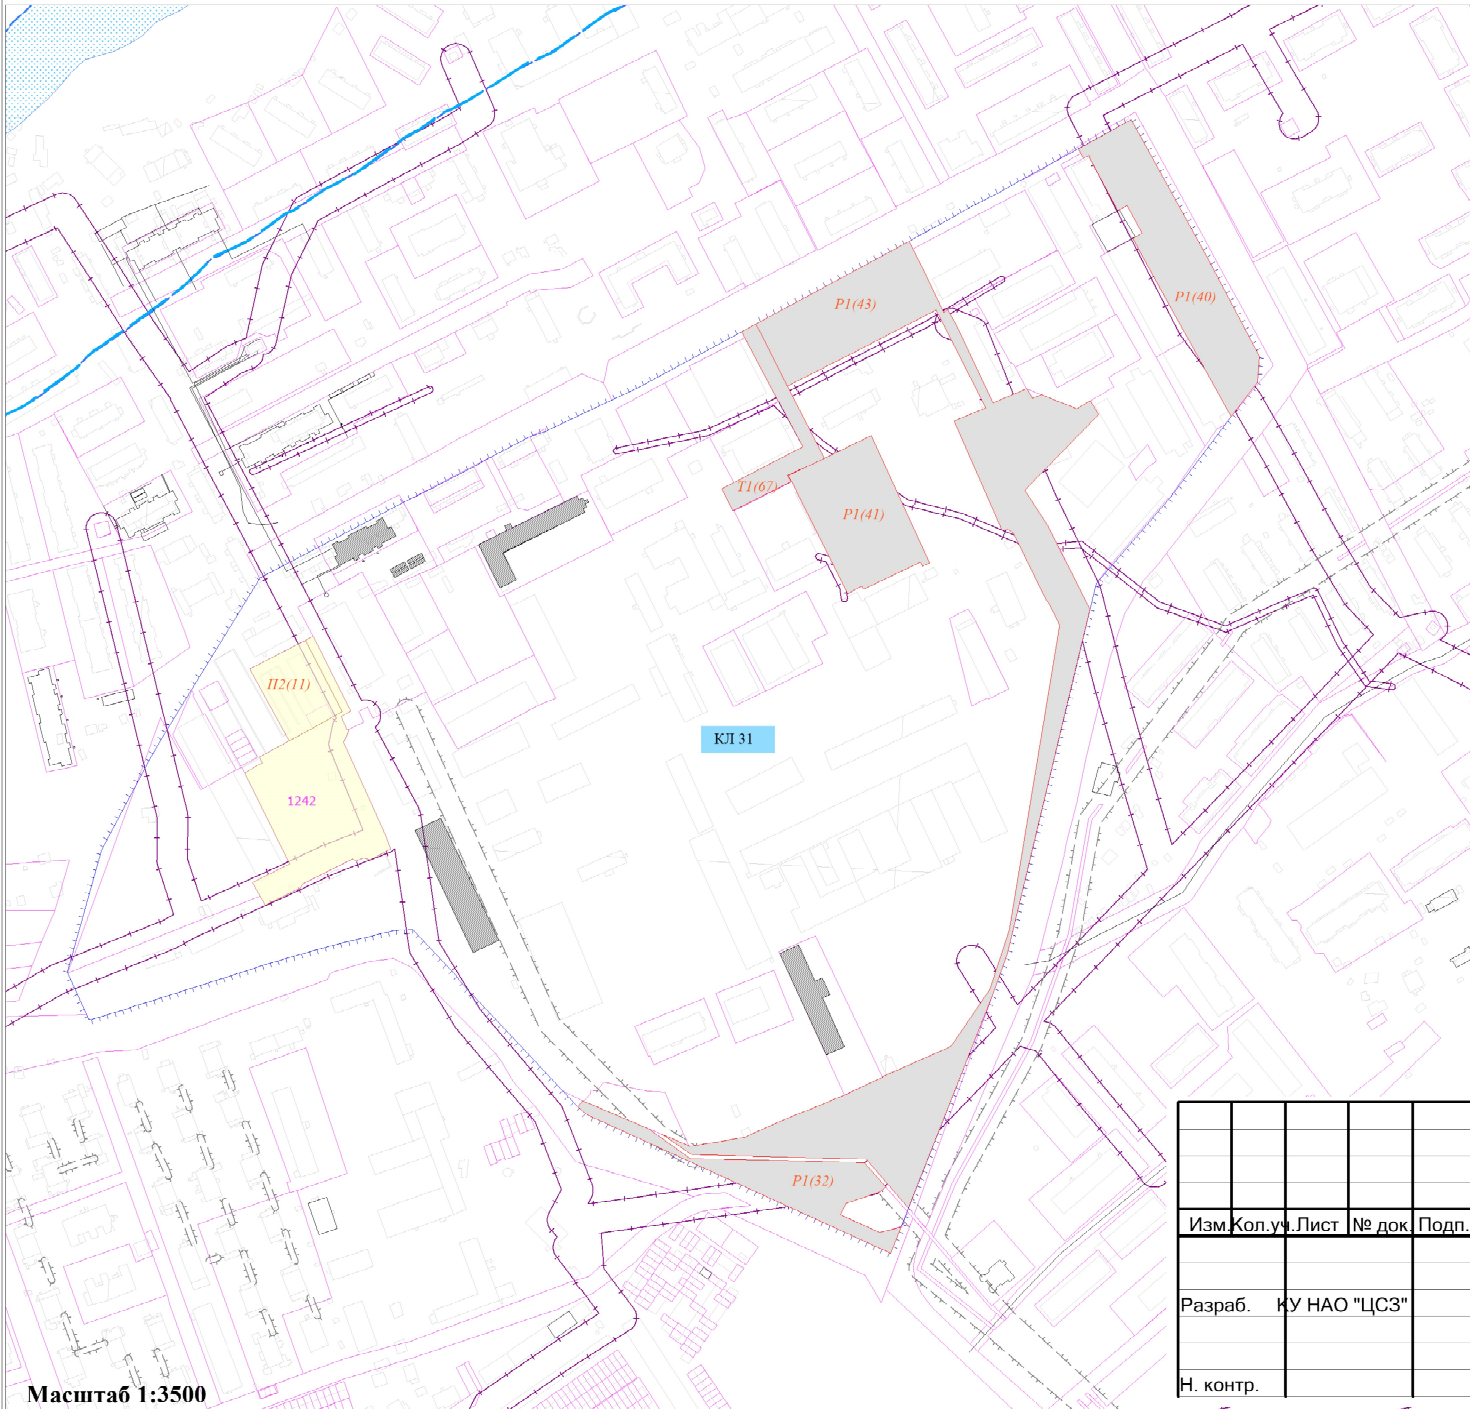 Р1(43)
Р1(40)
Т1(67)
Р1(41)
П2(11)
КЛ 31
1242
Р1(32)
Изм. Кол.уч. Лист № док. Подп.
Разраб. КУ НАО "ЦСЗ"
Н. контр.
Масштаб 1:3500